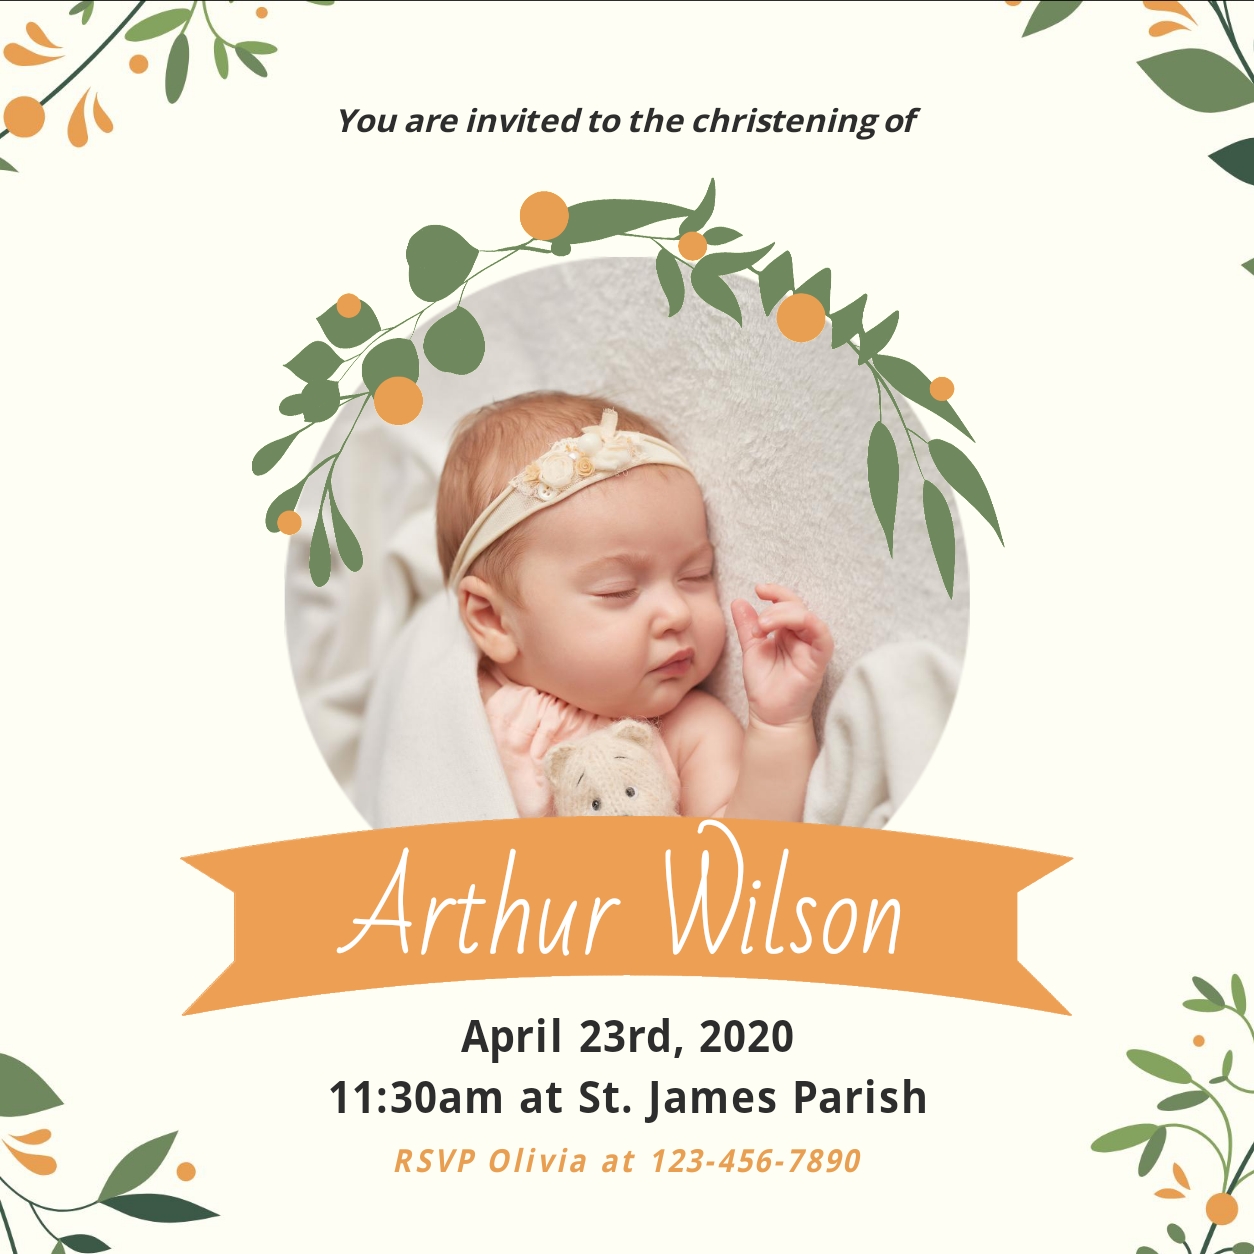 You are invited to the christening of
Arthur Wilson
April 23rd, 2020
11:30am at St. James Parish
RSVP Olivia at 123-456-7890